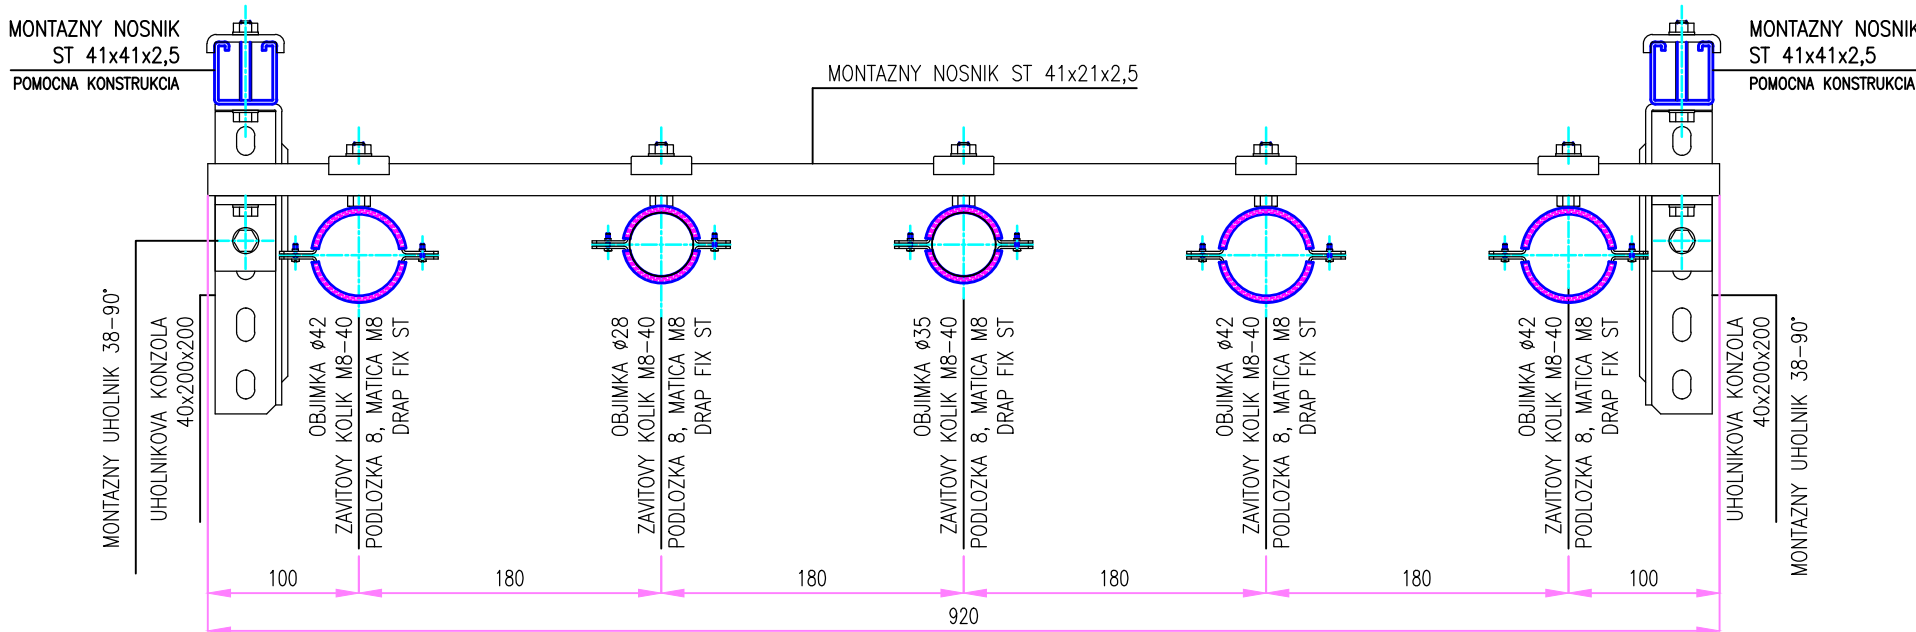 MONTAZNY NOSNIK
ST 41x41x2,5
POMOCNA KONSTRUKCIA
MONTAZNY NOSNIK ST 41x21x2,5
MONTAZNY NOSNIK
ST 41x41x2,5
POMOCNA KONSTRUKCIA
MONTAZNY UHOLNIK 38-90°
UHOLNIKOVA KONZOLA
40x200x200
OBJIMKA ø42
ZAVITOVY KOLIK M8-40
PODLOZKA 8, MATICA M8
DRAP FIX ST
OBJIMKA ø28
ZAVITOVY KOLIK M8-40
PODLOZKA 8, MATICA M8
DRAP FIX ST
OBJIMKA ø35
ZAVITOVY KOLIK M8-40
PODLOZKA 8, MATICA M8
DRAP FIX ST
OBJIMKA ø42
ZAVITOVY KOLIK M8-40
PODLOZKA 8, MATICA M8
DRAP FIX ST
OBJIMKA ø42
ZAVITOVY KOLIK M8-40
PODLOZKA 8, MATICA M8
DRAP FIX ST
UHOLNIKOVA KONZOLA
40x200x200
MONTAZNY UHOLNIK 38-90°
100
180
180
180
180
100
920